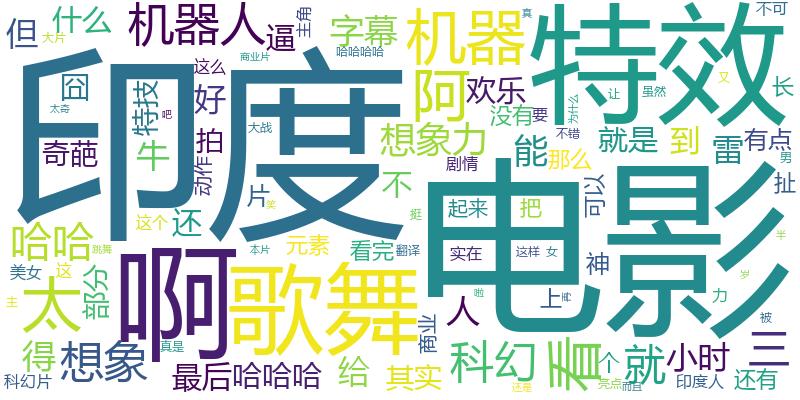 但
什么
大片
机器人
逼
主角
字幕
哈哈哈哈
机器
真
特效
不可
印度
囧
太奇
特技
吧
这么
商业片
好
大战
阿
欢乐
没有
要
为什么
让
又
虽然
长
奇葩
牛
拍
动作
想象力
不
剧情
能
不错
那么
就是
到
雷
有点
男
扯
这个
还
片
笑
挺
起来
把
可以
电影
哈哈
跳舞
美女
这
部分
啊
本片
元素
看完
翻译
实在
这样
女
神
半
岁
太
主
歌舞
商业
人
啦
上
再
力
被
得
科幻片
想象
真是
最后
哈哈哈
给
其实
科幻
还是
看
个
亮点
就
而且
小时
印度人
三
还有